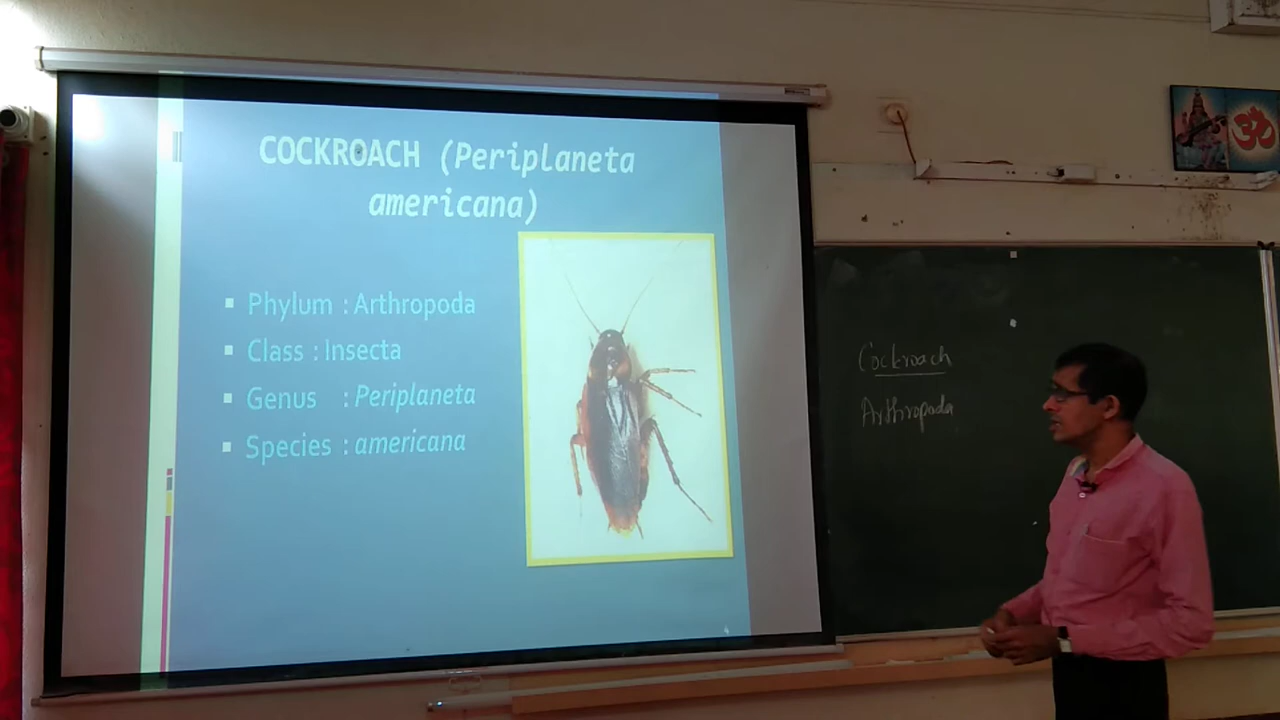 COCKROACH (Periplaneta
americana)
▪ Phylum : Arthropoda
▪ Class : Insecta
▪ Genus : Periplaneta
▪ Species : americana
Cockroach
Arthropoda
ॐ